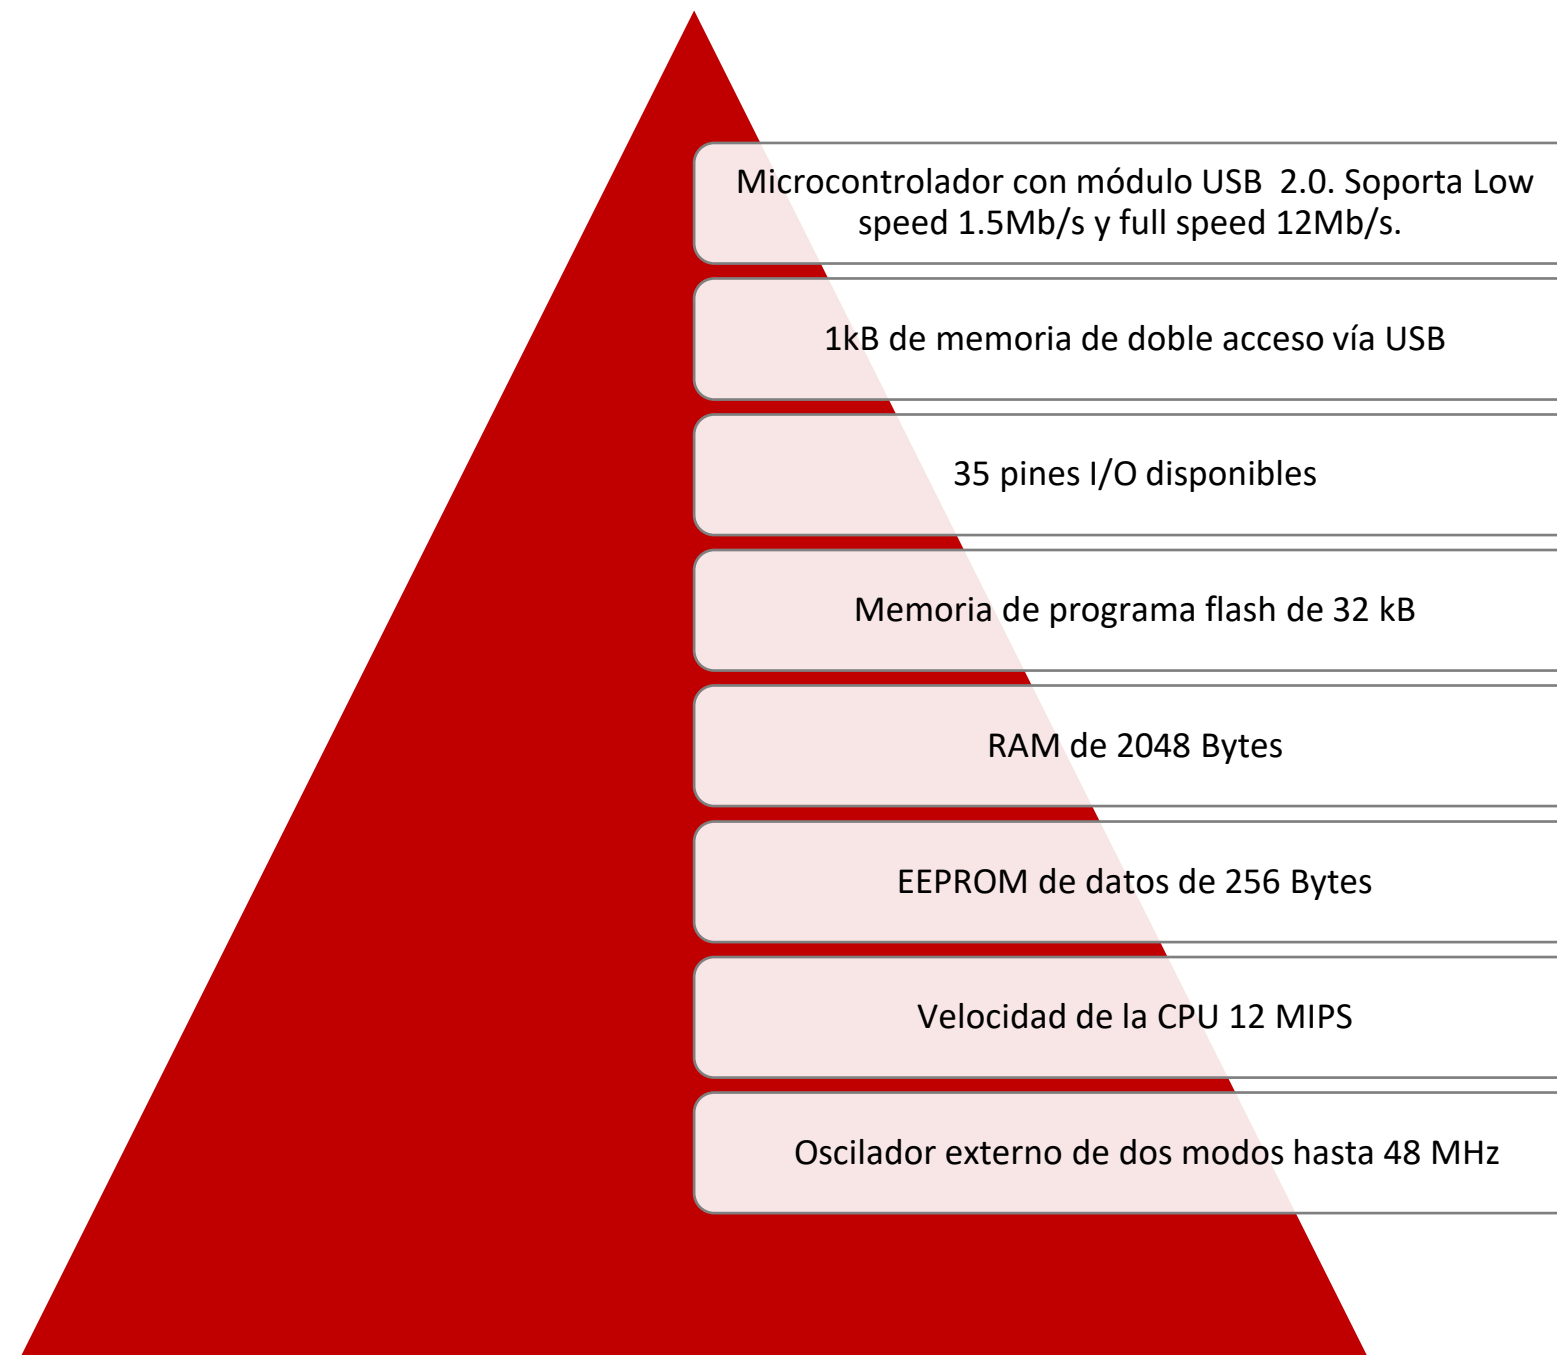 Microcontrolador con módulo USB  2.0. Soporta Low
speed 1.5Mb/s y full speed 12Mb/s.
1kB de memoria de doble acceso vía USB
35 pines I/O disponibles
Memoria de programa flash de 32 kB
RAM de 2048 Bytes
EEPROM de datos de 256 Bytes
Velocidad de la CPU 12 MIPS
Oscilador externo de dos modos hasta 48 MHz